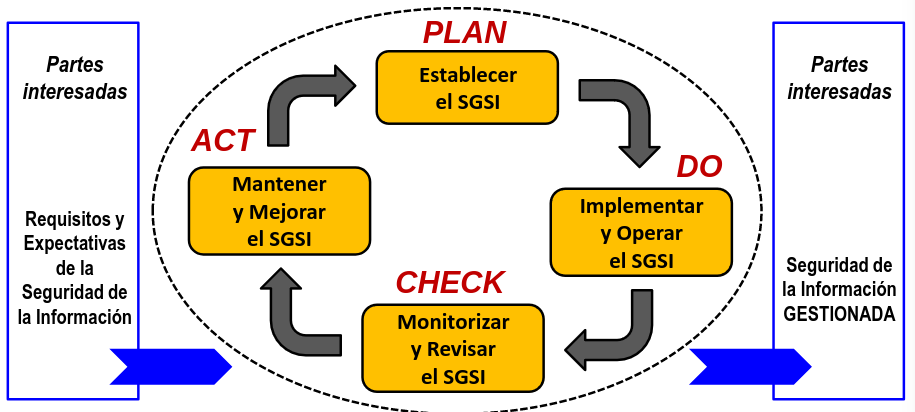 Partes
interesadas
Requisitos y
Expectativas
de la
Seguridad de
la Información
PLAN
Establecer
el SGSI
ACT
Mantener
y Mejorar
el SGSI
DO
Implementar
y Operar
el SGSI
CHECK
Monitorizar
y Revisar
el SGSI
Partes
interesadas
Seguridad de
la Información
GESTIONADA